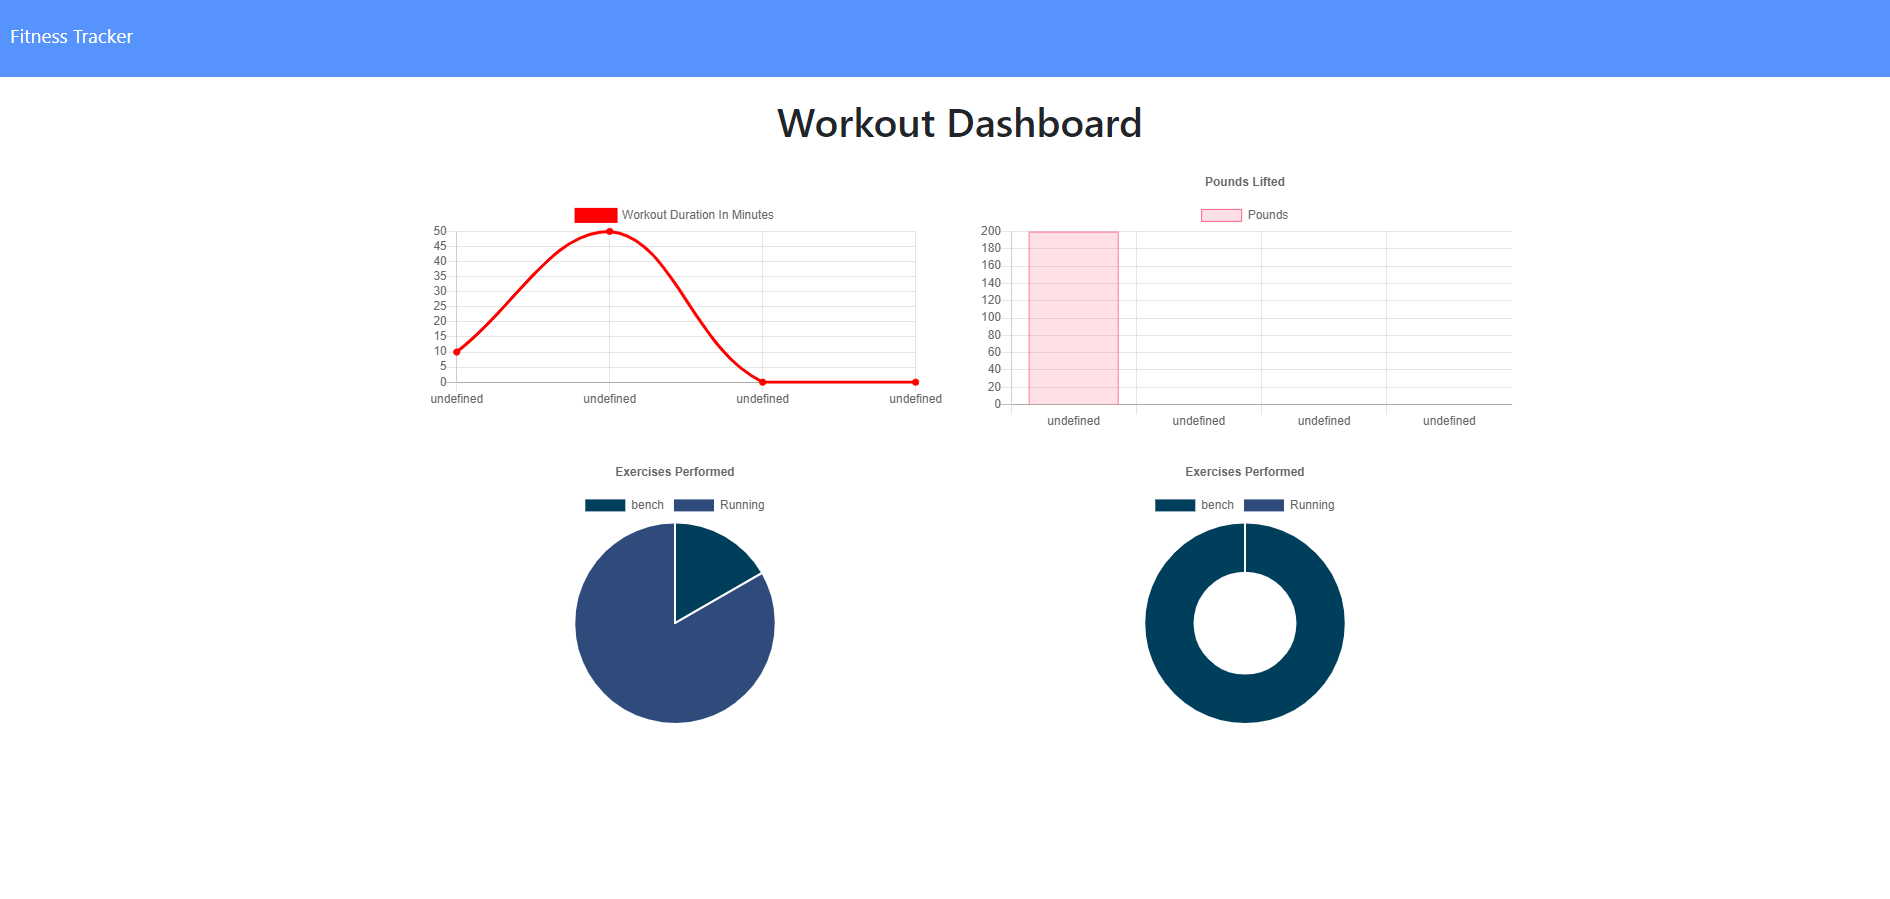 Fitness Tracker
Workout Dashboard
Workout Duration In Minutes
50
45
40
35
30
25
20
15
10
5
0
undefined undefined undefined undefined
Pounds Lifted
Pounds
200
180
160
140
120
100
80
60
40
20
0
undefined undefined undefined undefined
Exercises Performed
bench Running
Exercises Performed
bench Running